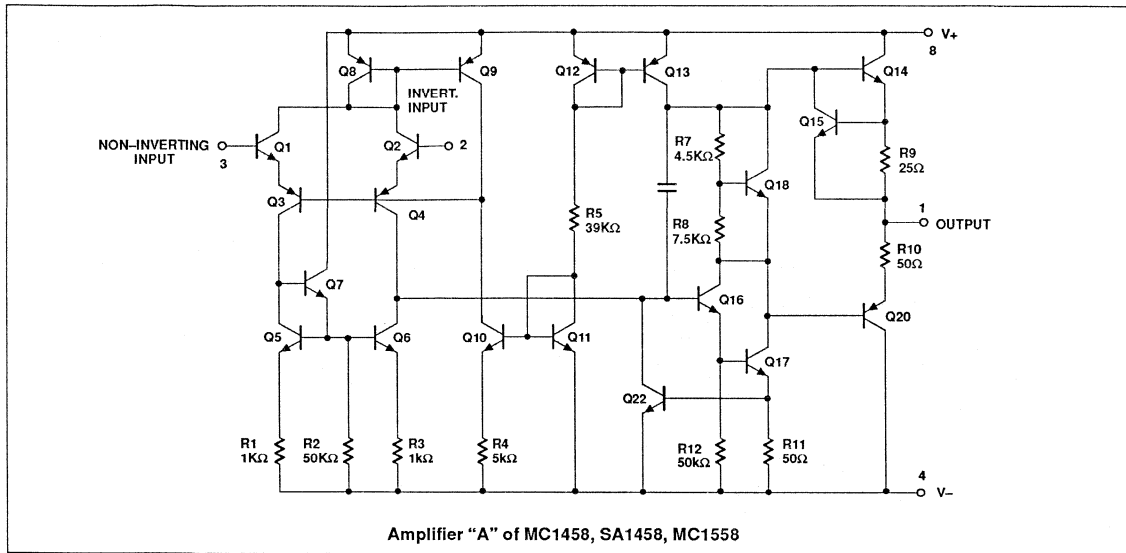 V+
8
Q8
Q9
Q12
Q13
Q14
INVERT.
INPUT
Q15
NON–INVERTING
INPUT
3
Q1
Q2
2
R7
4.5KΩ
R9
25Ω
Q18
Q3
Q4
R5
39KΩ
R8
7.5KΩ
1
OUTPUT
R10
50Ω
Q7
Q16
Q20
Q5
Q6
Q10
Q11
Q17
Q22
R1
1KΩ
R2
50KΩ
R3
1kΩ
R4
5kΩ
R12
50kΩ
R11
50Ω
4
V–
Amplifier “A” of MC1458, SA1458, MC1558